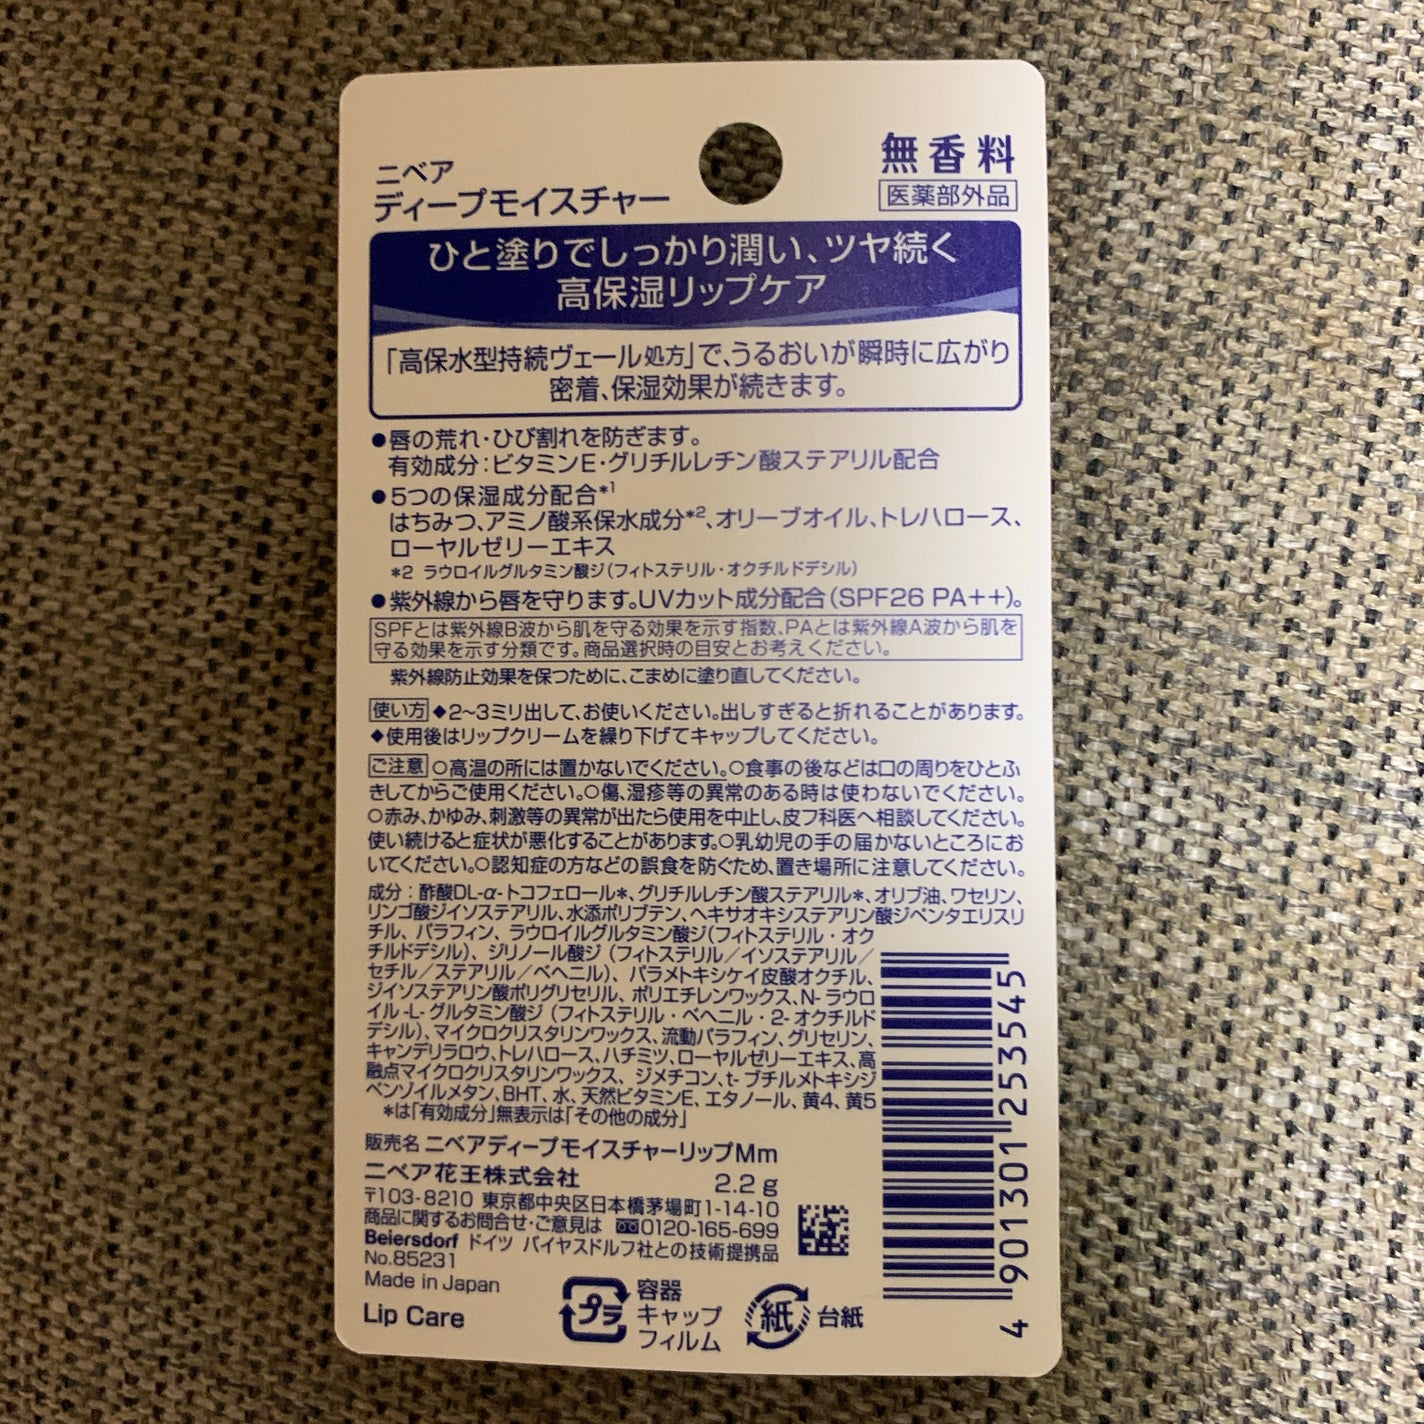 ニベア
ディープモイスチャー
無香料
医薬部外品
ひと塗りでしっかり潤い、ツヤ続く
高保湿リップケア
「高保水型持続ヴェール処方」で、うるおいが瞬時に広がり
密着、保湿効果が続きます。
●唇の荒れ・ひび割れを防ぎます。
有効成分：ビタミンE・グリチルレチン酸ステアリル配合
●5つの保湿成分配合*1
はちみつ、アミノ酸系保水成分*2、オリーブオイル、トレハロース、
ローヤルゼリーエキス
*2 ラウロイルグルタミン酸ジ（フィトステリル・オクチルドデシル）
●紫外線から唇を守ります。UVカット成分配合（SPF26 PA++）。
SPFとは紫外線B波から肌を守る効果を示す指数、PAとは紫外線A波から肌を
守る効果を示す分類です。商品選択時の目安とお考えください。
紫外線防止効果を保つために、こまめに塗り直してください。
使い方 ◆2〜3ミリ出して、お使いください。出しすぎると折れることがあります。
◆使用後はリップクリームを繰り下げてキャップしてください。
ご注意 ○高温の所には置かないでください。○食事の後などは口の周りをひとふ
きしてからご使用ください。○傷、湿疹等の異常のある時は使わないでください。
○赤み、かゆみ、刺激等の異常が出たら使用を中止し、皮フ科医へ相談してください。
使い続けると症状が悪化することがあります。○乳幼児の手の届かないところにお
いてください。○認知症の方などの誤食を防ぐため、置き場所に注意してください。
成分：酢酸DL-α-トコフェロール*、グリチルレチン酸ステアリル*、オリブ油、ワセリン、
リンゴ酸ジイソステアリル、水添ポリブテン、ヘキサオキシステアリン酸ジペンタエリスリ
チル、パラフィン、ラウロイルグルタミン酸ジ（フィトステリル・オク
チルドデシル）、ジリノール酸ジ（フィトステリル／イソステアリル／
セチル／ステアリル／ベヘニル）、パラメトキシケイ皮酸オクチル、
ジイソステアリン酸ポリグリセリル、ポリエチレンワックス、N-ラウロ
イル-L-グルタミン酸ジ（フィトステリル・ベヘニル・2-オクチルド
デシル）、マイクロクリスタリンワックス、流動パラフィン、グリセリン、
キャンデリラロウ、トレハロース、ハチミツ、ローヤルゼリーエキス、高
融点マイクロクリスタリンワックス、ジメチコン、t-ブチルメトキシジ
ベンゾイルメタン、BHT、水、天然ビタミンE、エタノール、黄4、黄5
*は「有効成分」無表示は「その他の成分」
販売名 ニベアディープモイスチャーリップMm
ニベア花王株式会社 2.2g
〒103-8210 東京都中央区日本橋茅場町1-14-10
商品に関するお問合せ・ご意見は 0120-165-699
Beiersdorf ドイツ バイヤスドルフ社との技術提携品
No.85231
Made in Japan
Lip Care
プラ
容器
キャップ
フィルム
紙
台紙
4 901301 253545